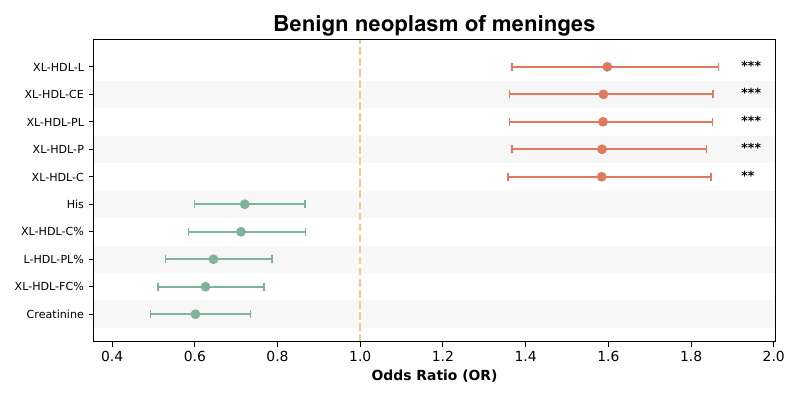 Benign neoplasm of meninges
XL-HDL-L ***
XL-HDL-CE ***
XL-HDL-PL ***
XL-HDL-P ***
XL-HDL-C **
His
XL-HDL-C%
L-HDL-PL%
XL-HDL-FC%
Creatinine
0.4 0.6 0.8 1.0 1.2 1.4 1.6 1.8 2.0
Odds Ratio (OR)